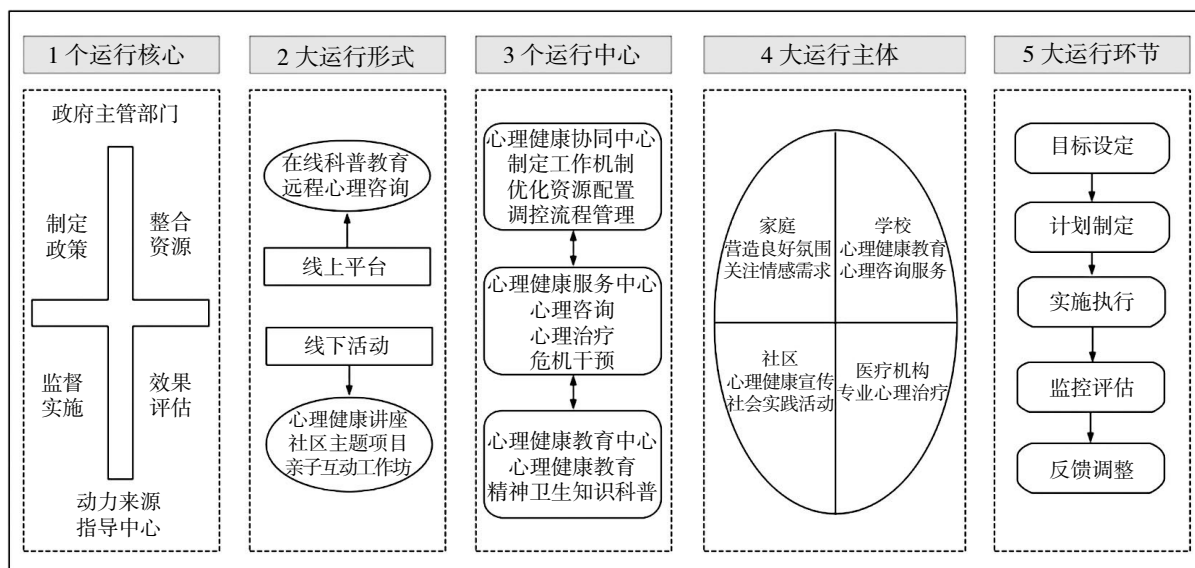 1 个运行核心
政府主管部门
制定
政策
整合
资源
监督
实施
效果
评估
动力来源
指导中心
2 大运行形式
在线科普教育
远程心理咨询
线上平台
线下活动
心理健康讲座
社区主题项目
亲子互动工作坊
3 个运行中心
心理健康协同中心
制定工作机制
优化资源配置
调控流程管理
心理健康服务中心
心理咨询
心理治疗
危机干预
心理健康教育中心
心理健康教育
精神卫生知识科普
4 大运行主体
家庭
营造良好氛围
关注情感需求
学校
心理健康教育
心理咨询服务
社区
心理健康宣传
社会实践活动
医疗机构
专业心理治疗
5 大运行环节
目标设定
计划制定
实施执行
监控评估
反馈调整